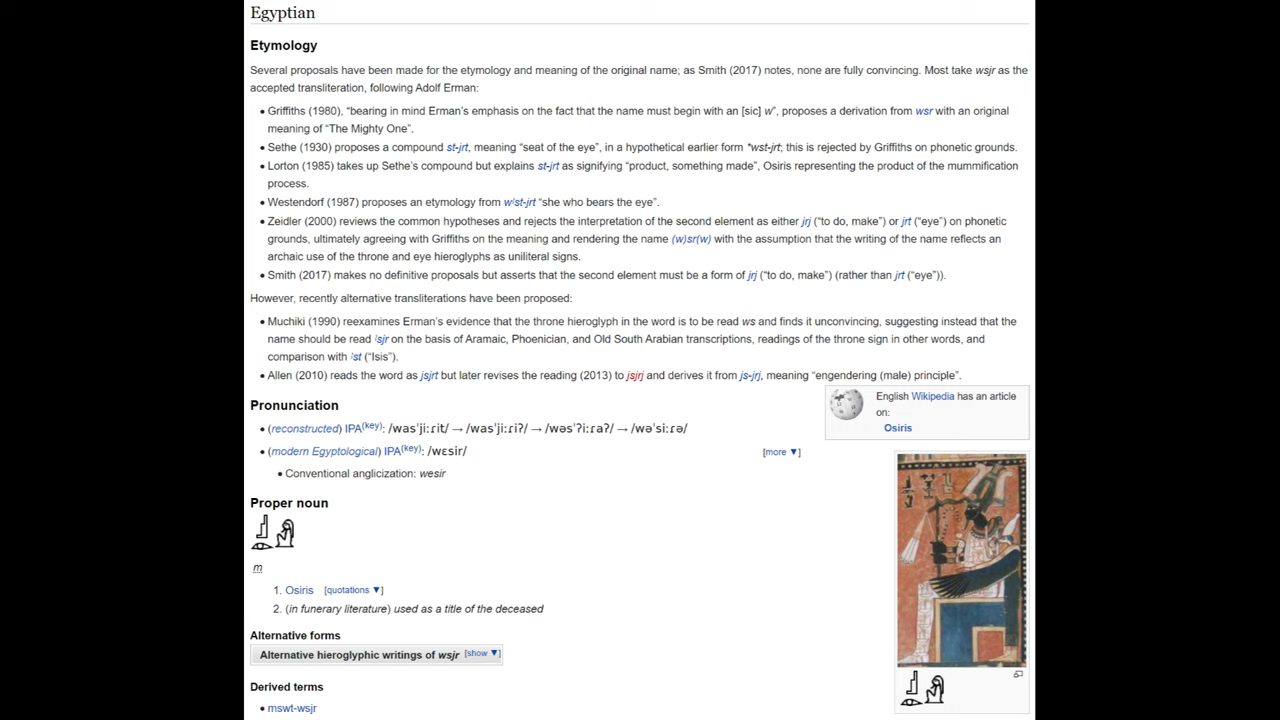 Egyptian
Etymology
Several proposals have been made for the etymology and meaning of the original name; as Smith (2017) notes, none are fully convincing. Most take wsjr as the
accepted transliteration, following Adolf Erman:
• Griffiths (1980), “bearing in mind Erman’s emphasis on the fact that the name must begin with an [sic] w”, proposes a derivation from wsr with an original
meaning of “The Mighty One”.
• Sethe (1930) proposes a compound st-jrt, meaning “seat of the eye”, in a hypothetical earlier form *wst-jrt; this is rejected by Griffiths on phonetic grounds.
• Lorton (1985) takes up Sethe’s compound but explains st-jrt as signifying “product, something made”, Osiris representing the product of the mummification
process.
• Westendorf (1987) proposes an etymology from wꜣst-jrt “she who bears the eye”.
• Zeidler (2000) reviews the common hypotheses and rejects the interpretation of the second element as either jrj (“to do, make”) or jrt (“eye”) on phonetic
grounds, ultimately agreeing with Griffiths on the meaning and rendering the name (w)sr(w) with the assumption that the writing of the name reflects an
archaic use of the throne and eye hieroglyphs as uniliteral signs.
• Smith (2017) makes no definitive proposals but asserts that the second element must be a form of jrj (“to do, make”) (rather than jrt (“eye”)).
However, recently alternative transliterations have been proposed:
• Muchiki (1990) reexamines Erman’s evidence that the throne hieroglyph in the word is to be read ws and finds it unconvincing, suggesting instead that the
name should be read ꜣsjr on the basis of Aramaic, Phoenician, and Old South Arabian transcriptions, readings of the throne sign in other words, and
comparison with ꜣst (“Isis”).
• Allen (2010) reads the word as jsjrt but later revises the reading (2013) to jsjrj and derives it from js-jrj, meaning “engendering (male) principle”.
Pronunciation
• (reconstructed) IPA(key): /wasˈjiːɾit/ → /wasˈjiːɾiʔ/ → /wəsˈʔiːɾaʔ/ → /wəˈsiːɾə/
• (modern Egyptological) IPA(key): /wɛsir/
[more ▼]
• Conventional anglicization: wesir
English Wikipedia has an article
on:
Osiris
Proper noun
𓊨𓁹𓀭
m
1. Osiris [quotations ▼]
2. (in funerary literature) used as a title of the deceased
Alternative forms
Alternative hieroglyphic writings of wsjr [show ▼]
Derived terms
• mswt-wsjr